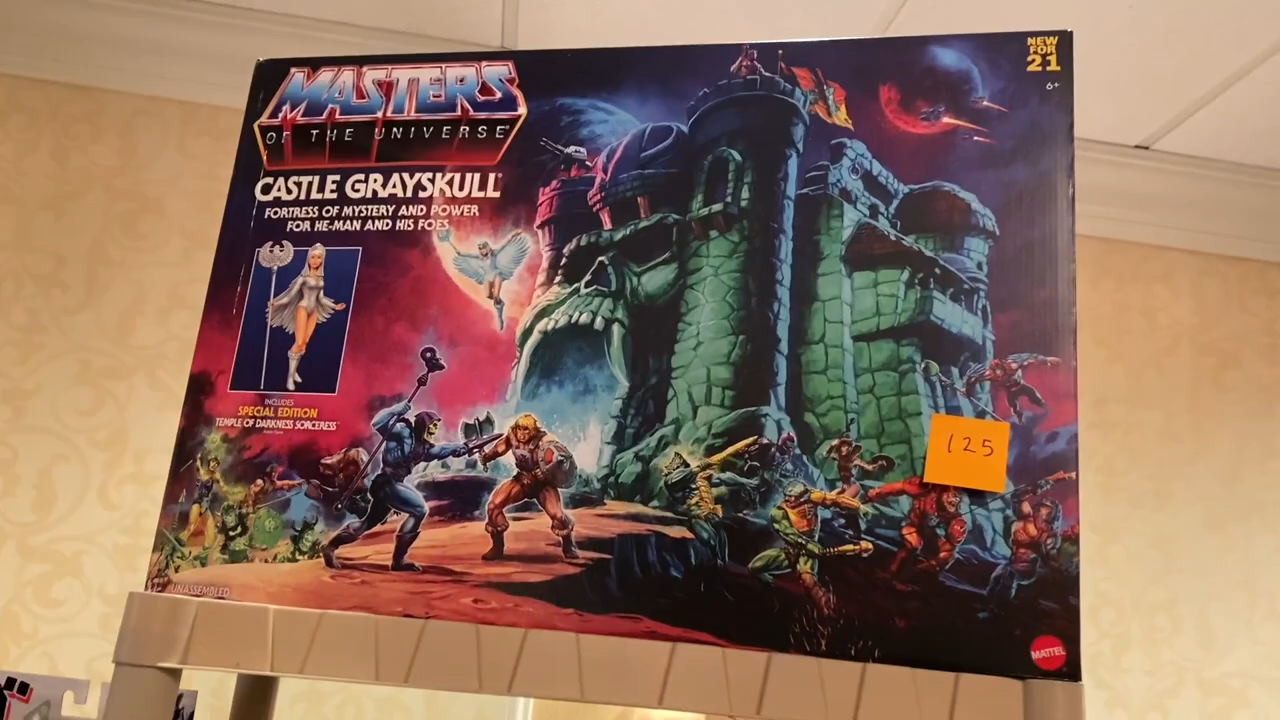 MASTERS
OF THE UNIVERSE®
CASTLE GRAYSKULL®
FORTRESS OF MYSTERY AND POWER
FOR HE-MAN AND HIS FOES
INCLUDES
SPECIAL EDITION
TEMPLE OF DARKNESS SORCERESS
UNASSEMBLED
NEW
FOR
21
6+
125
MATTEL